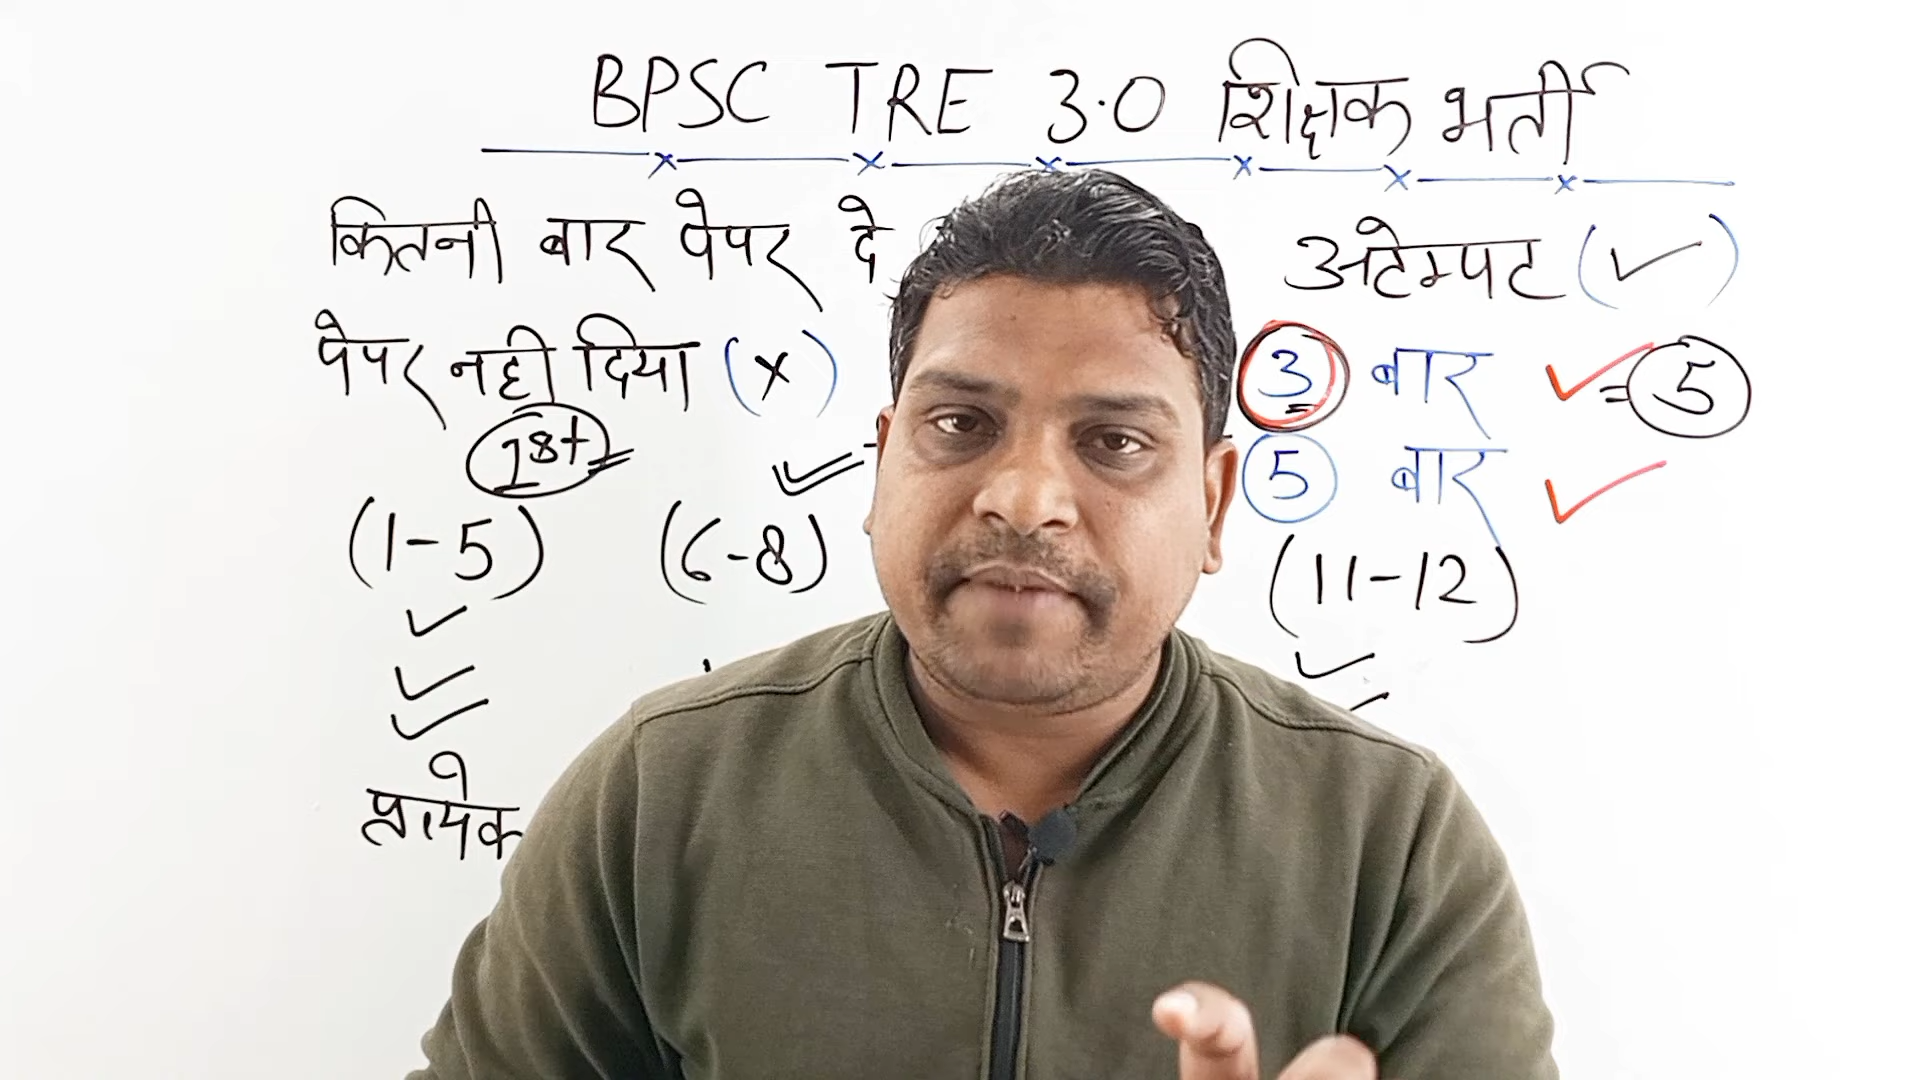 BPSC TRE 3.0 शिक्षक भर्ती
कितनी बार पेपर दे अटेम्पट (✓)
पेपर नही दिया (×) 3 बार ✓ = 5
5 बार ✓
(1-5) (6-8) (11-12)
प्रत्येक